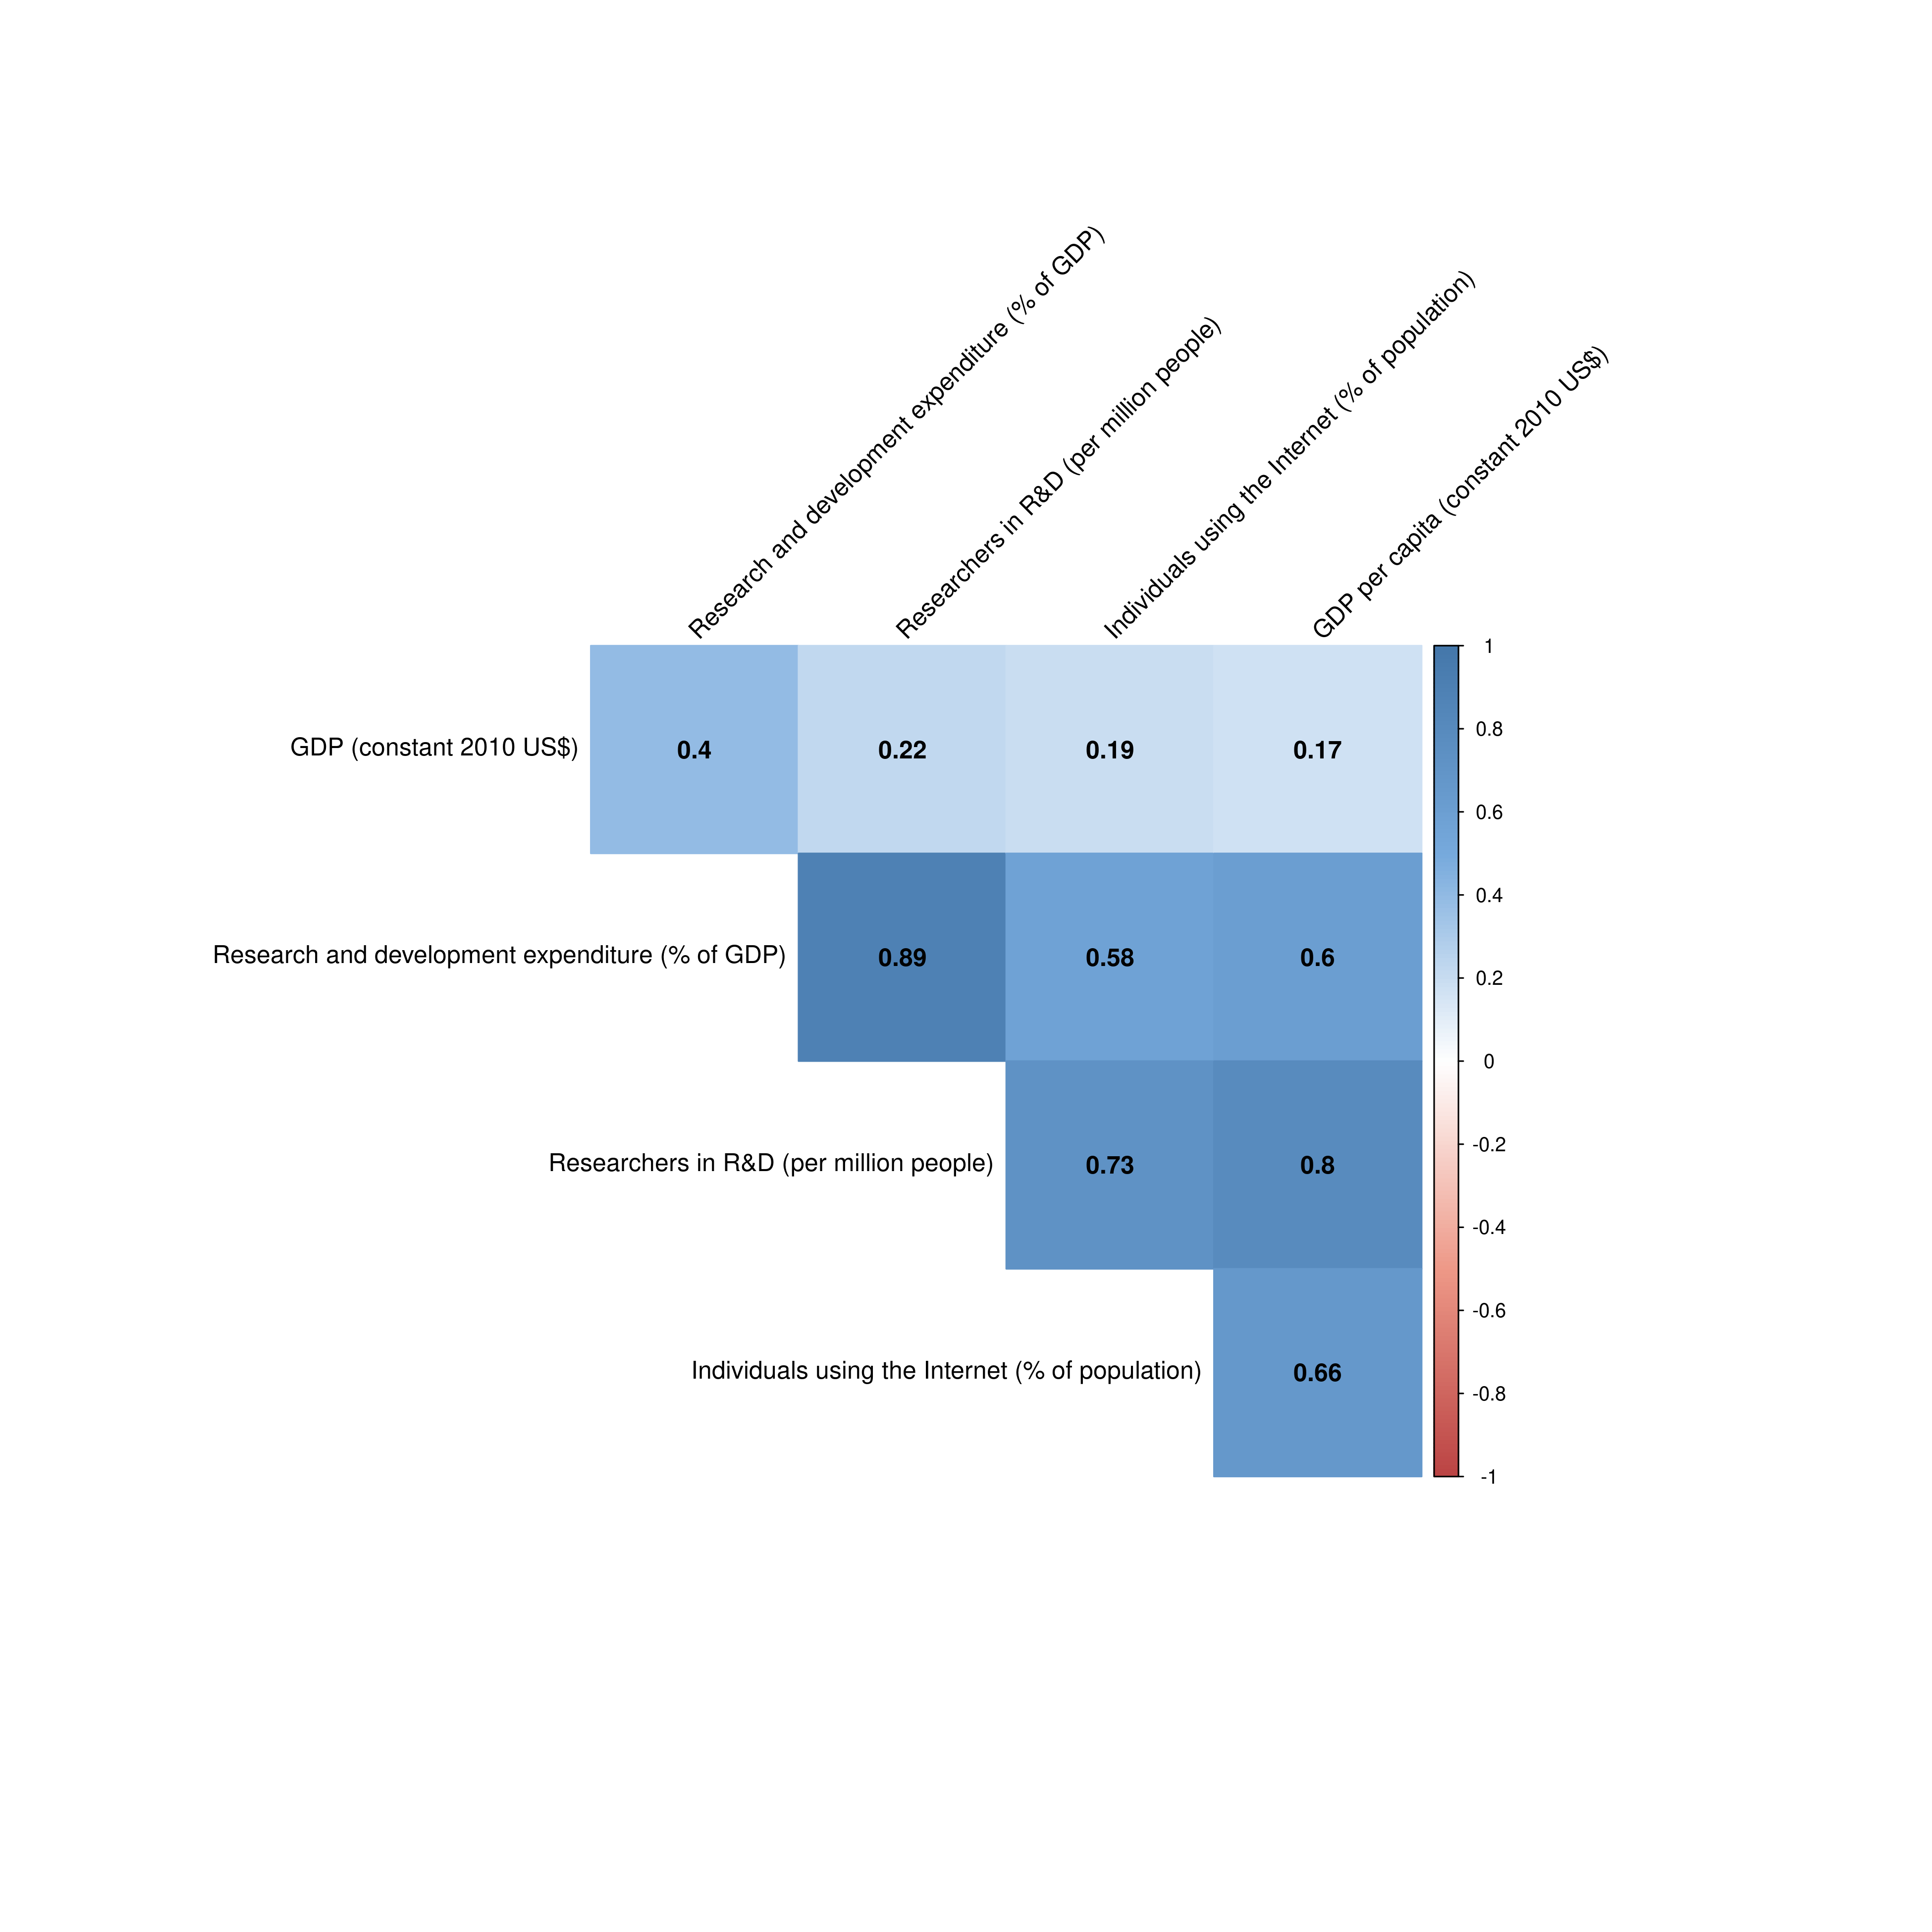 Research and development expenditure (% of GDP)
Researchers in R&D (per million people)
Individuals using the Internet (% of population)
GDP per capita (constant 2010 US$)
GDP (constant 2010 US$)
0.4
0.22
0.19
0.17
Research and development expenditure (% of GDP)
0.89
0.58
0.6
Researchers in R&D (per million people)
0.73
0.8
Individuals using the Internet (% of population)
0.66
1
0.8
0.6
0.4
0.2
0
-0.2
-0.4
-0.6
-0.8
-1